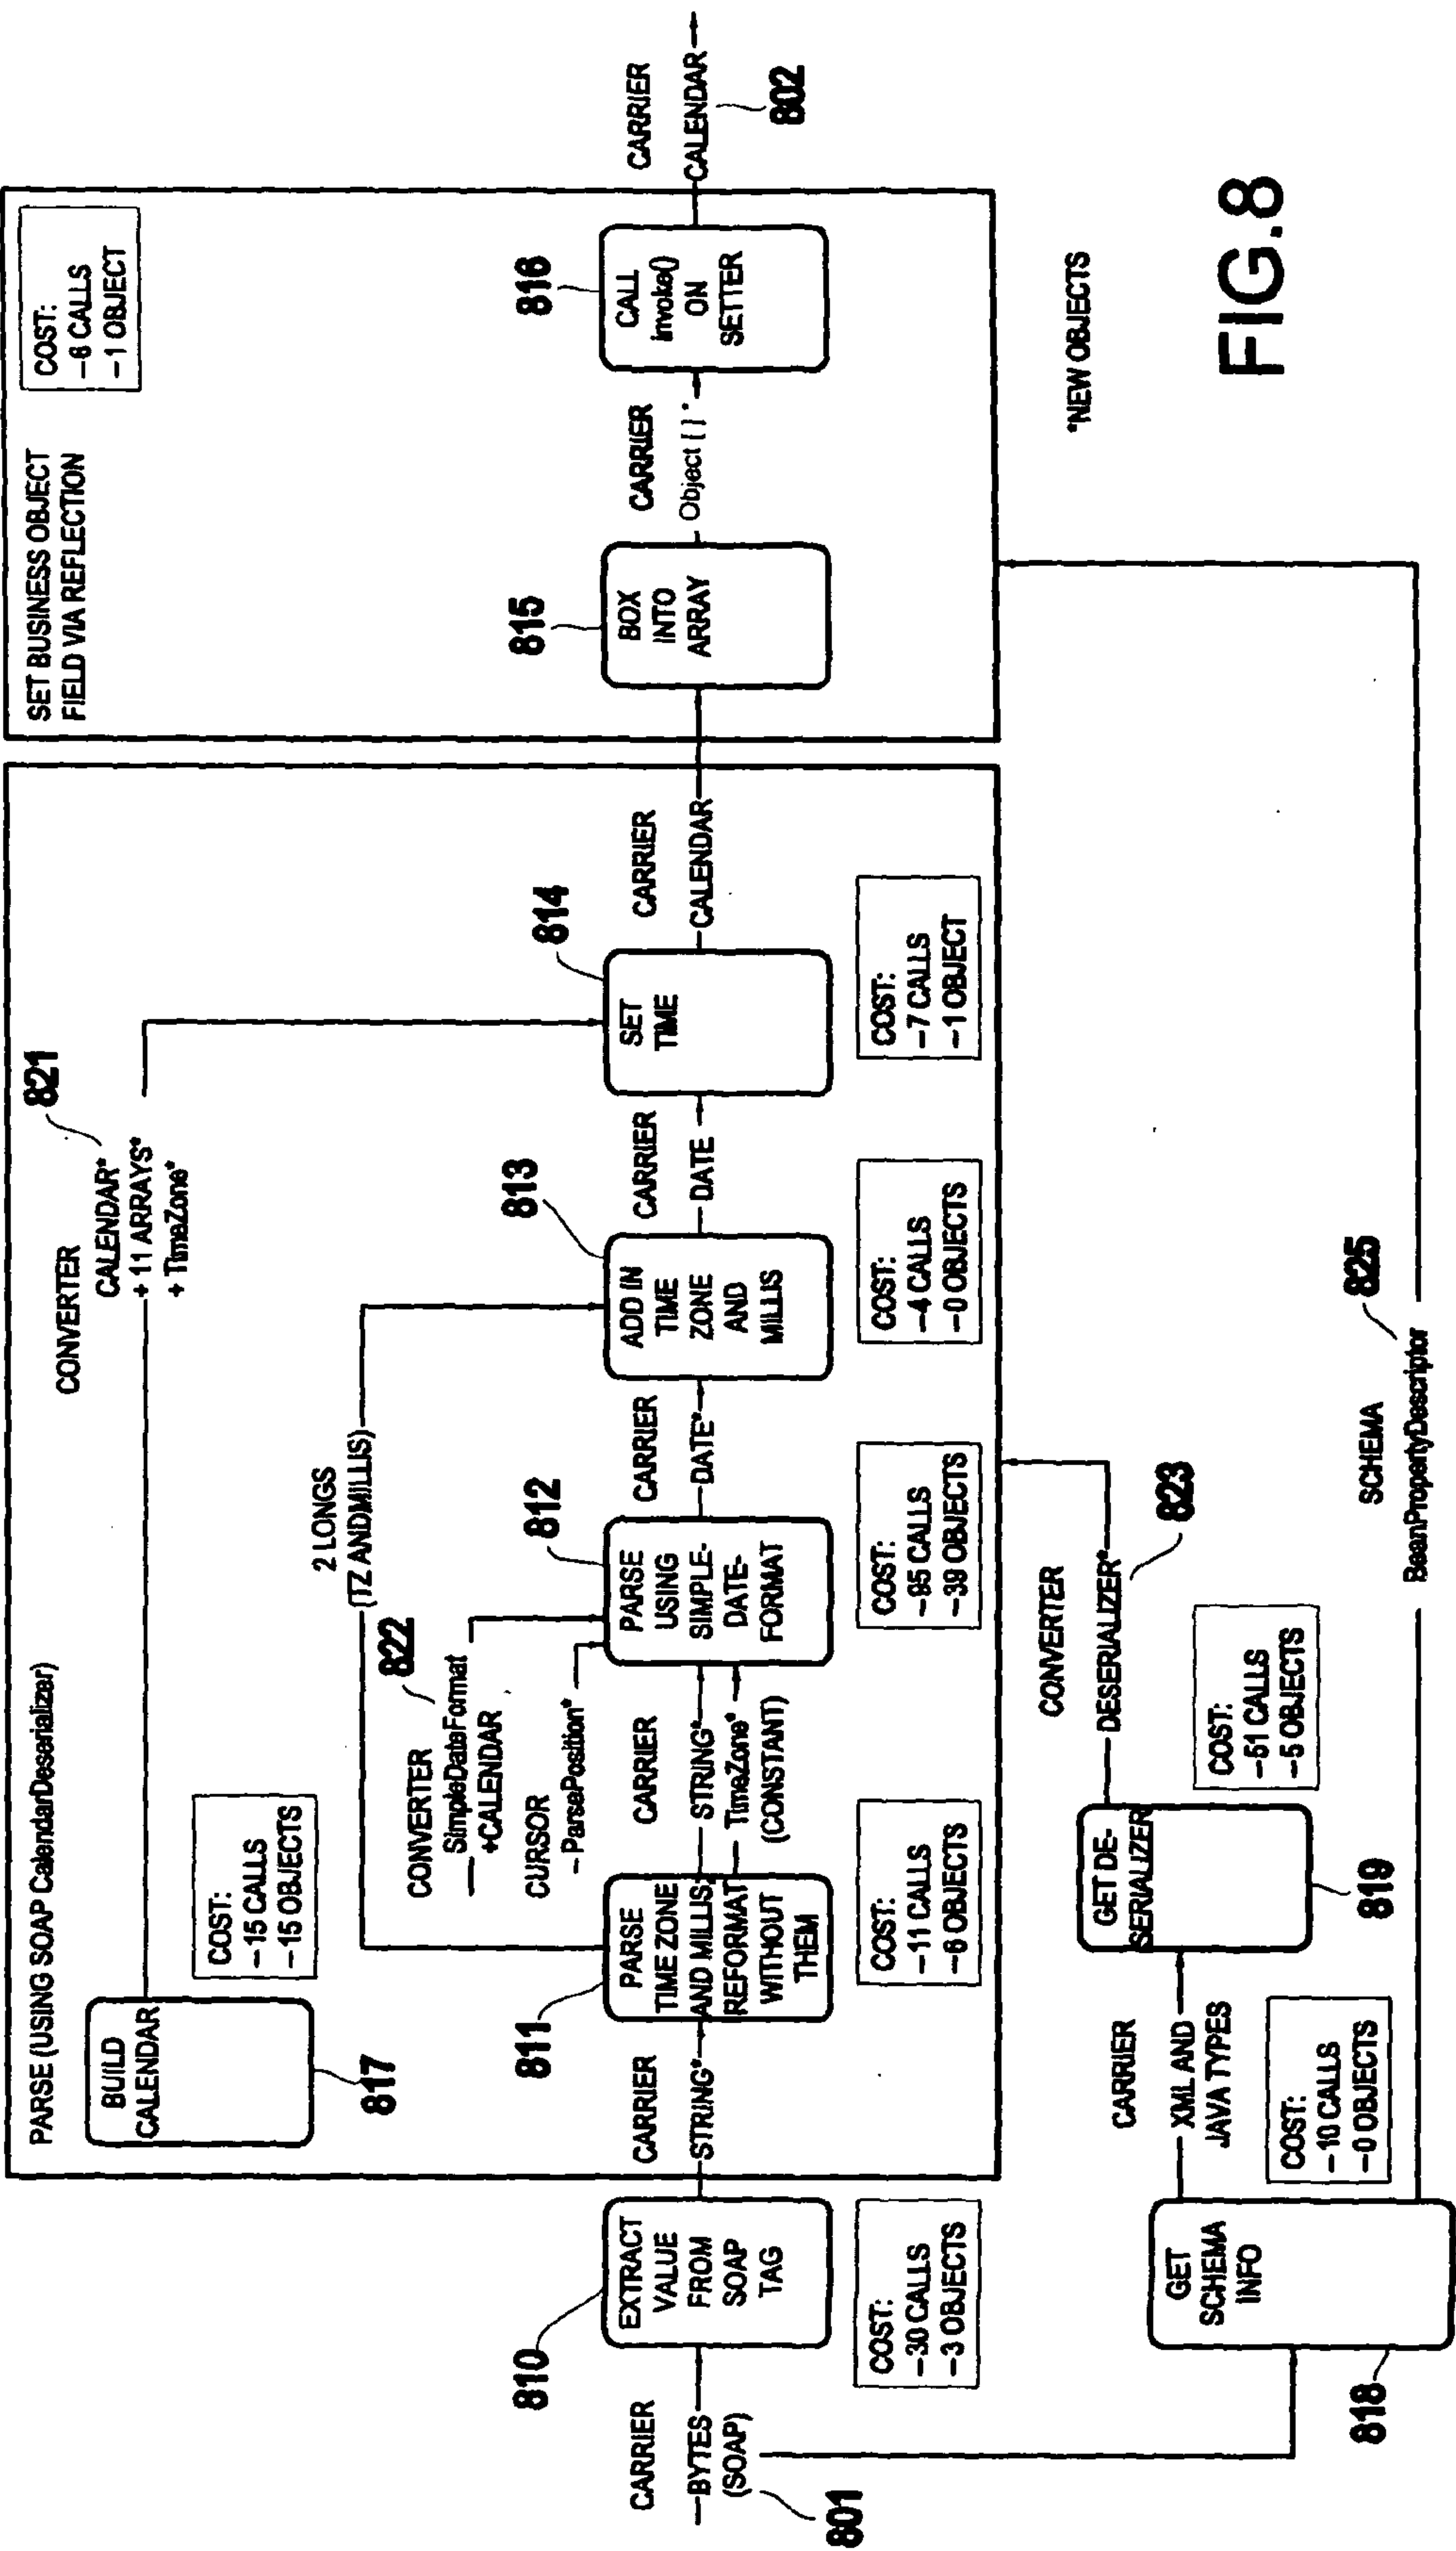 PARSE (USING SOAP CalendarDeserializer)
BUILD
CALENDAR
817
COST:
-15 CALLS
-15 OBJECTS
CONVERTER
CALENDAR*
+ 11 ARRAYS*
+ TimeZone*
821
2 LONGS
(TZ ANDMILLIS)
CONVERTER
SimpleDateFormat
+CALENDAR
822
CURSOR
ParsePosition*
CARRIER
BYTES
(SOAP)
801
810
EXTRACT
VALUE
FROM
SOAP
TAG
COST:
-30 CALLS
-3 OBJECTS
CARRIER
STRING*
811
PARSE
TIME ZONE
AND MILLIS,
REFORMAT
WITHOUT
THEM
COST:
-11 CALLS
-6 OBJECTS
CARRIER
STRING*
TimeZone*
(CONSTANT)
812
PARSE
USING
SIMPLE-
DATE-
FORMAT
COST:
-95 CALLS
-39 OBJECTS
CARRIER
DATE*
813
ADD IN
TIME
ZONE
AND
MILLIS
COST:
-4 CALLS
-0 OBJECTS
CARRIER
DATE
814
SET
TIME
COST:
-7 CALLS
-1 OBJECT
CARRIER
CALENDAR
SET BUSINESS OBJECT
FIELD VIA REFLECTION
COST:
-6 CALLS
-1 OBJECT
815
BOX
INTO
ARRAY
CARRIER
Object [ ] *
816
CALL
invoke()
ON
SETTER
CARRIER
CALENDAR
802
818
GET
SCHEMA
INFO
COST:
-10 CALLS
-0 OBJECTS
CARRIER
XML AND
JAVA TYPES
GET DE-
SERIALIZER
819
COST:
-51 CALLS
-5 OBJECTS
CONVERTER
DESERIALIZER*
823
SCHEMA
BeanPropertyDescriptor
825
*NEW OBJECTS
FIG.8